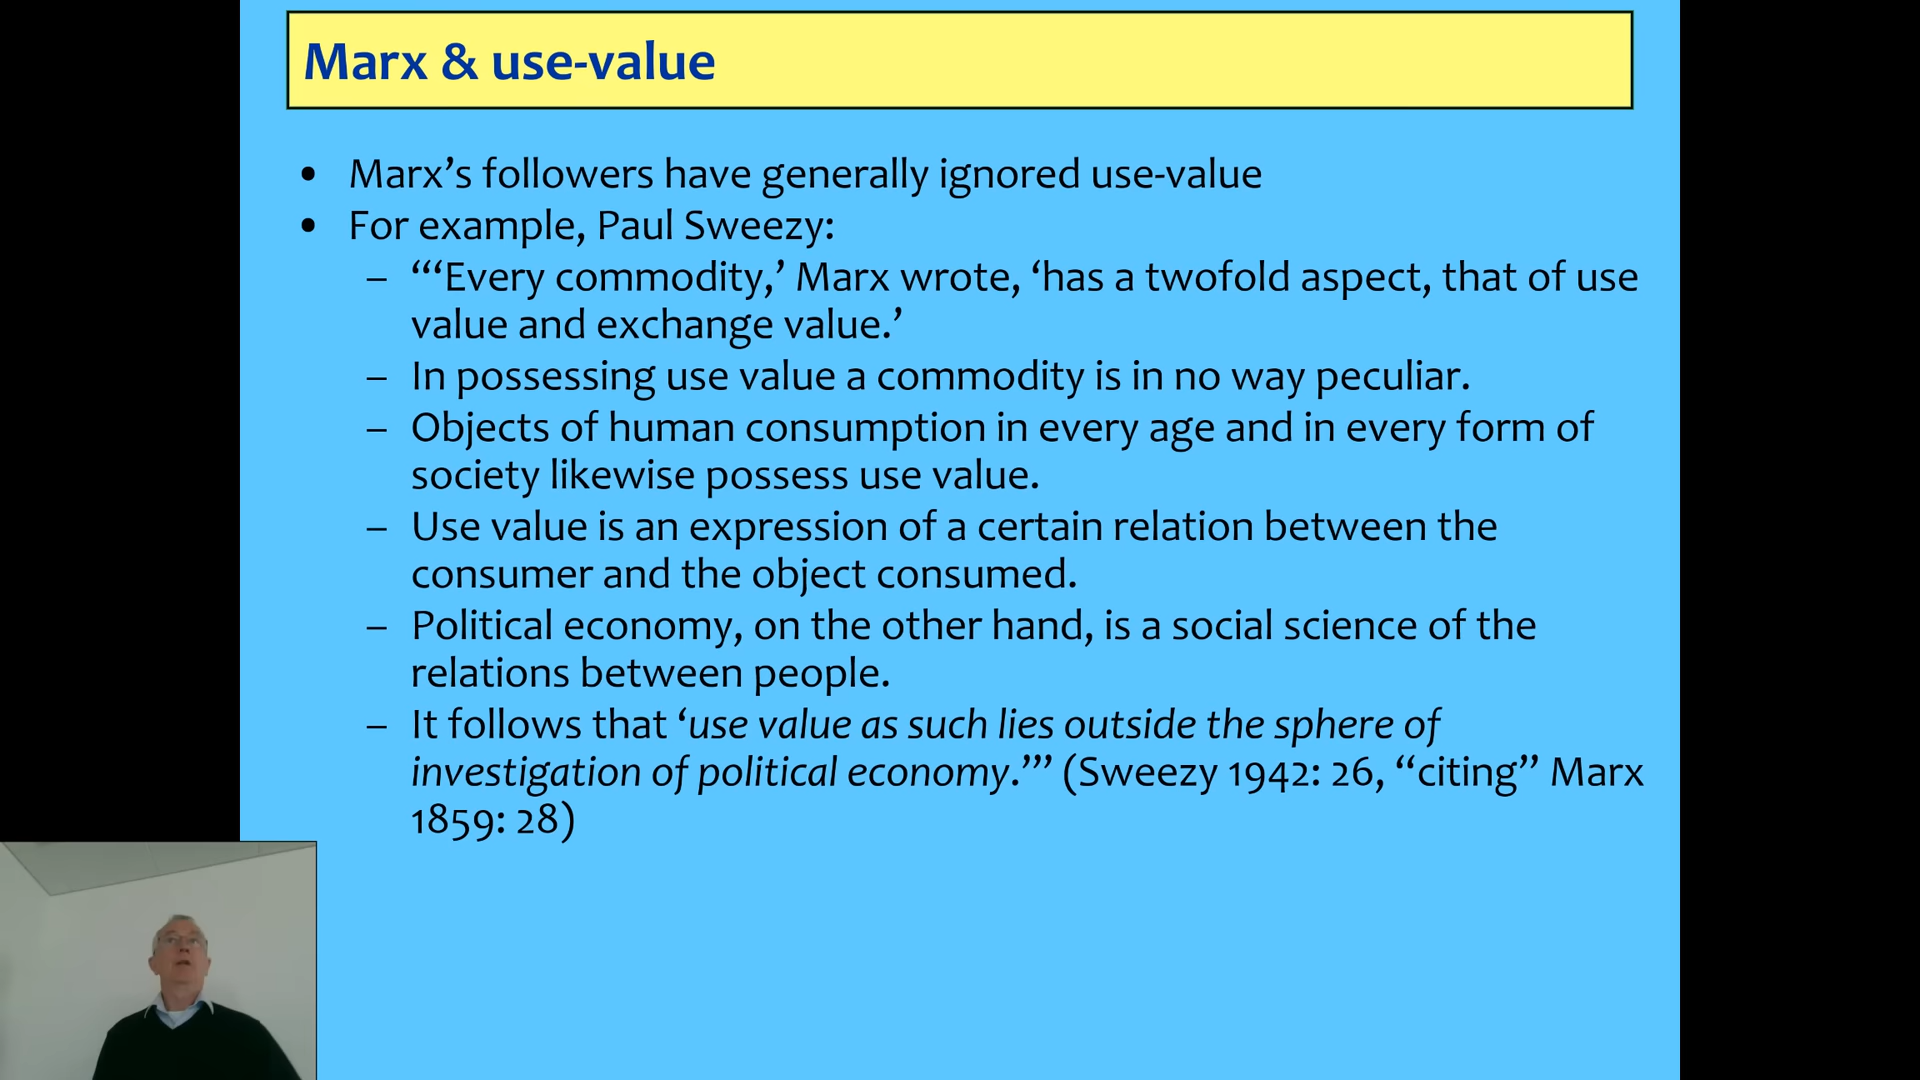 Marx & use-value
• Marx’s followers have generally ignored use-value
• For example, Paul Sweezy:
– “‘Every commodity,’ Marx wrote, ‘has a twofold aspect, that of use
value and exchange value.’
– In possessing use value a commodity is in no way peculiar.
– Objects of human consumption in every age and in every form of
society likewise possess use value.
– Use value is an expression of a certain relation between the
consumer and the object consumed.
– Political economy, on the other hand, is a social science of the
relations between people.
– It follows that ‘use value as such lies outside the sphere of
investigation of political economy.’” (Sweezy 1942: 26, “citing” Marx
1859: 28)